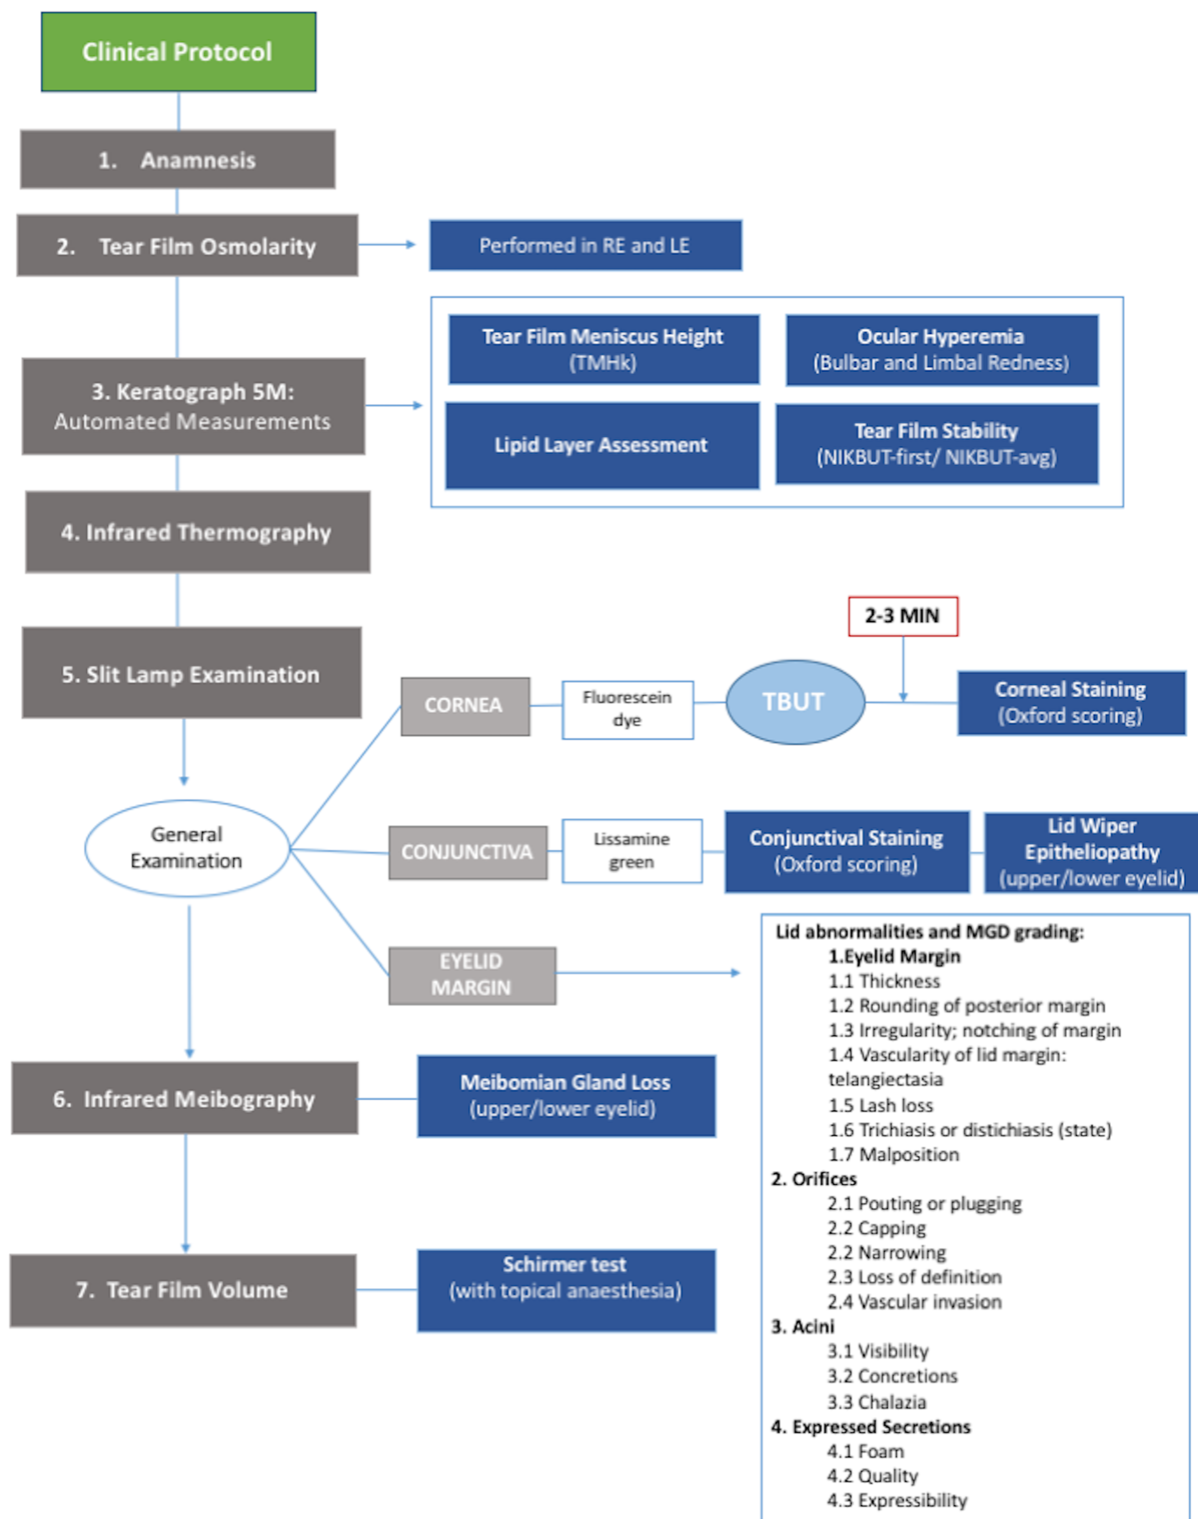 Clinical Protocol
1. Anamnesis
2. Tear Film Osmolarity
Performed in RE and LE
3. Keratograph 5M:
Automated Measurements
Tear Film Meniscus Height
(TMHk)
Ocular Hyperemia
(Bulbar and Limbal Redness)
Lipid Layer Assessment
Tear Film Stability
(NIKBUT-first/ NIKBUT-avg)
4. Infrared Thermography
5. Slit Lamp Examination
General
Examination
CORNEA
Fluorescein
dye
TBUT
2-3 MIN
Corneal Staining
(Oxford scoring)
CONJUNCTIVA
Lissamine
green
Conjunctival Staining
(Oxford scoring)
Lid Wiper
Epitheliopathy
(upper/lower eyelid)
EYELID
MARGIN
Lid abnormalities and MGD grading:
1.Eyelid Margin
1.1 Thickness
1.2 Rounding of posterior margin
1.3 Irregularity; notching of margin
1.4 Vascularity of lid margin:
telangiectasia
1.5 Lash loss
1.6 Trichiasis or distichiasis (state)
1.7 Malposition
2. Orifices
2.1 Pouting or plugging
2.2 Capping
2.2 Narrowing
2.3 Loss of definition
2.4 Vascular invasion
3. Acini
3.1 Visibility
3.2 Concretions
3.3 Chalazia
4. Expressed Secretions
4.1 Foam
4.2 Quality
4.3 Expressibility
6. Infrared Meibography
Meibomian Gland Loss
(upper/lower eyelid)
7. Tear Film Volume
Schirmer test
(with topical anaesthesia)